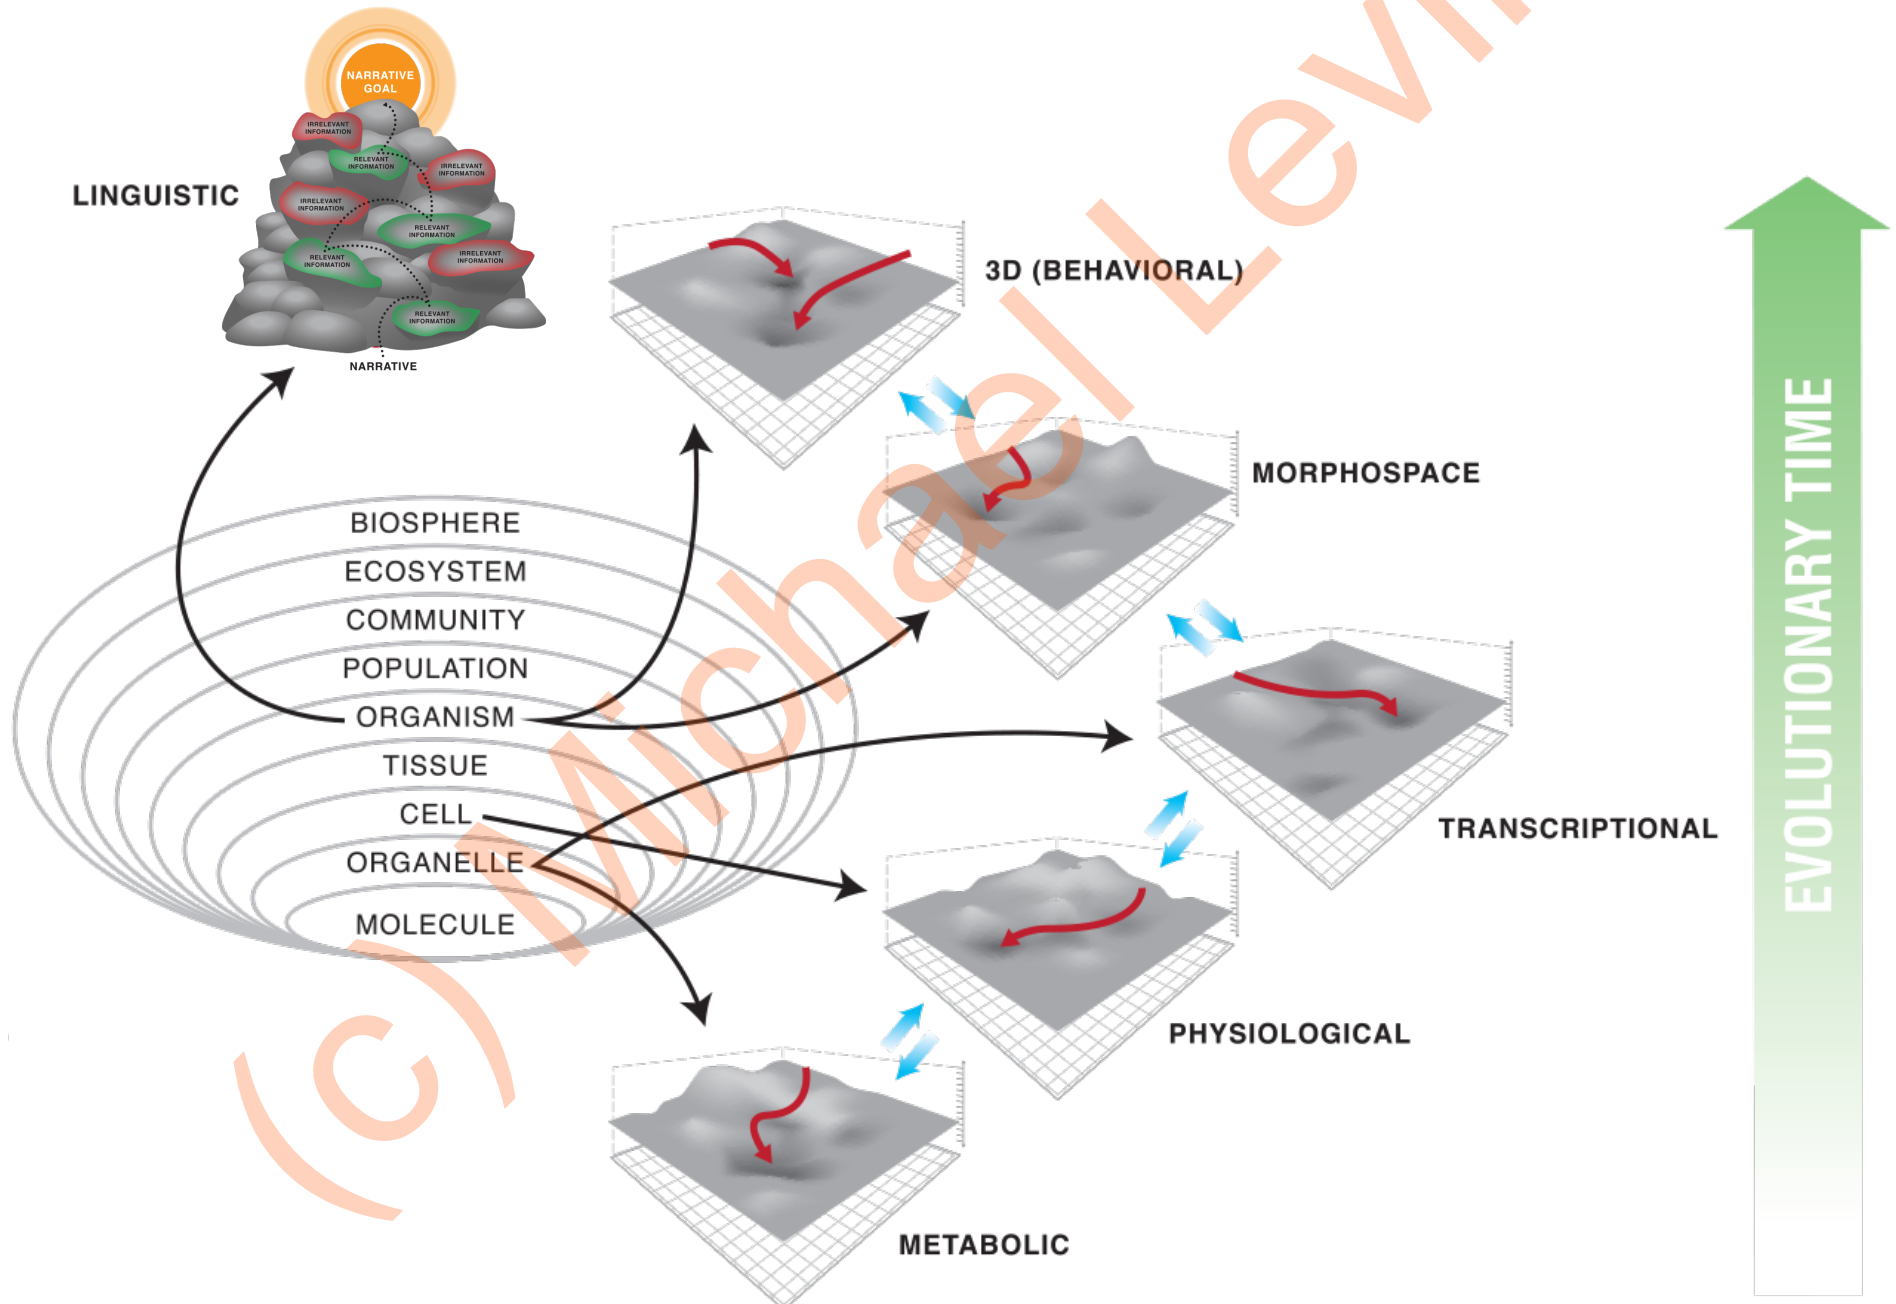 NARRATIVE
GOAL
IRRELEVANT
INFORMATION
RELEVANT
INFORMATION
IRRELEVANT
INFORMATION
IRRELEVANT
INFORMATION
RELEVANT
INFORMATION
RELEVANT
INFORMATION
IRRELEVANT
INFORMATION
RELEVANT
INFORMATION
NARRATIVE
LINGUISTIC
3D (BEHAVIORAL)
MORPHOSPACE
TRANSCRIPTIONAL
PHYSIOLOGICAL
METABOLIC
BIOSPHERE
ECOSYSTEM
COMMUNITY
POPULATION
ORGANISM
TISSUE
CELL
ORGANELLE
MOLECULE
EVOLUTIONARY TIME
(c) Michael Levin